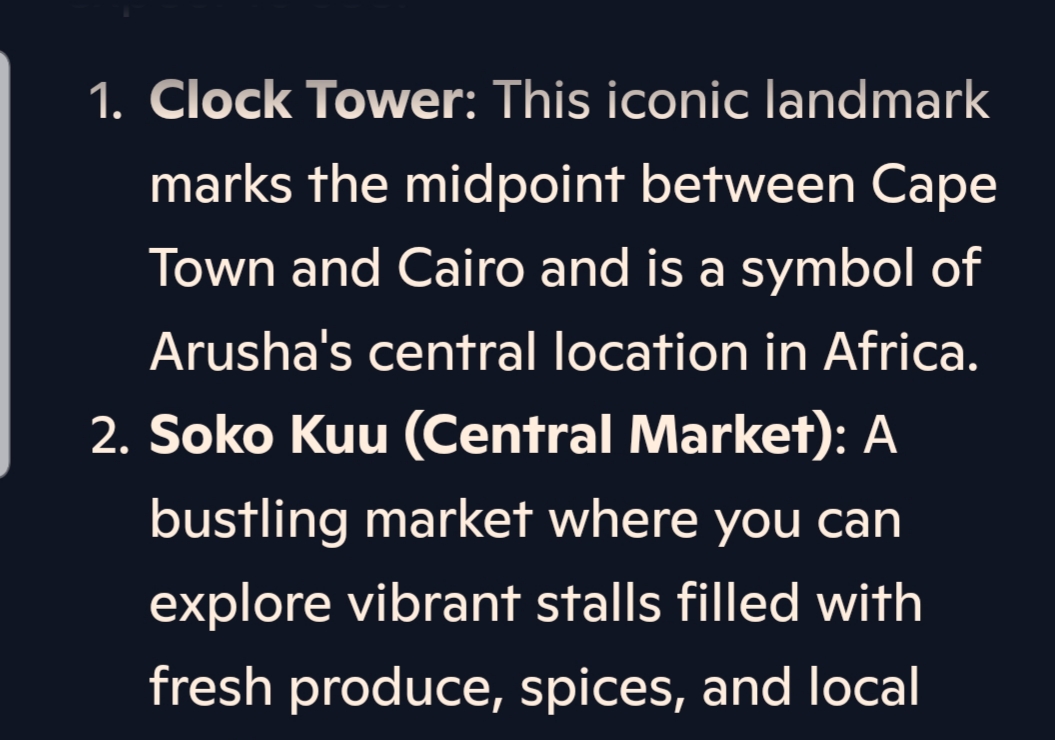 1. Clock Tower: This iconic landmark
marks the midpoint between Cape
Town and Cairo and is a symbol of
Arusha's central location in Africa.
2. Soko Kuu (Central Market): A
bustling market where you can
explore vibrant stalls filled with
fresh produce, spices, and local